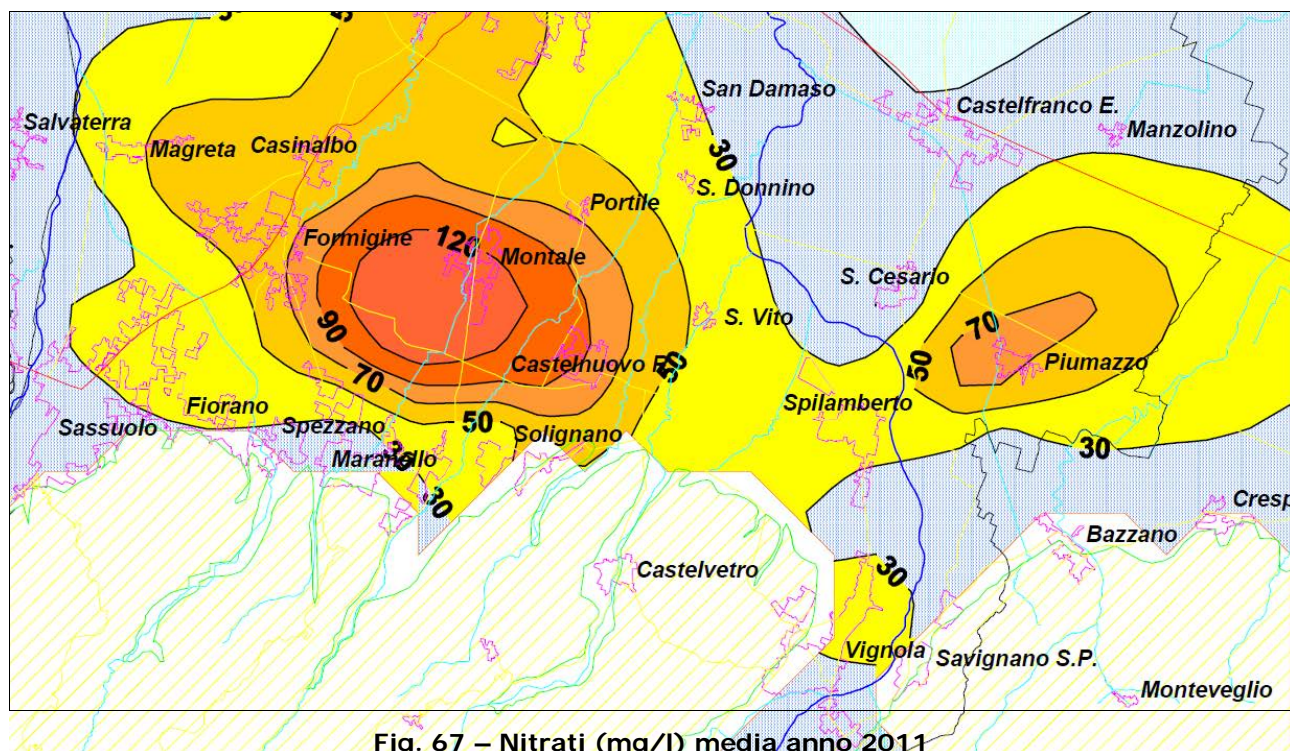 30
San Damaso
Castelfranco E.
Salvaterra
Manzolino
Magreta
Casinalbo
30
S. Donnino
Portile
Formigine
120
Montale
S. Cesario
90
70
S. Vito
Castelnuovo R
50
50
Piumazzo
70
Fiorano
50
Spilamberto
Sassuolo
Spezzano
Solignano
30
Maranello
30
30
Cresp
Bazzano
Castelvetro
30
Vignola
Savignano S.P.
Monteveglio
Fig. 67 – Nitrati (mg/l) media anno 2011